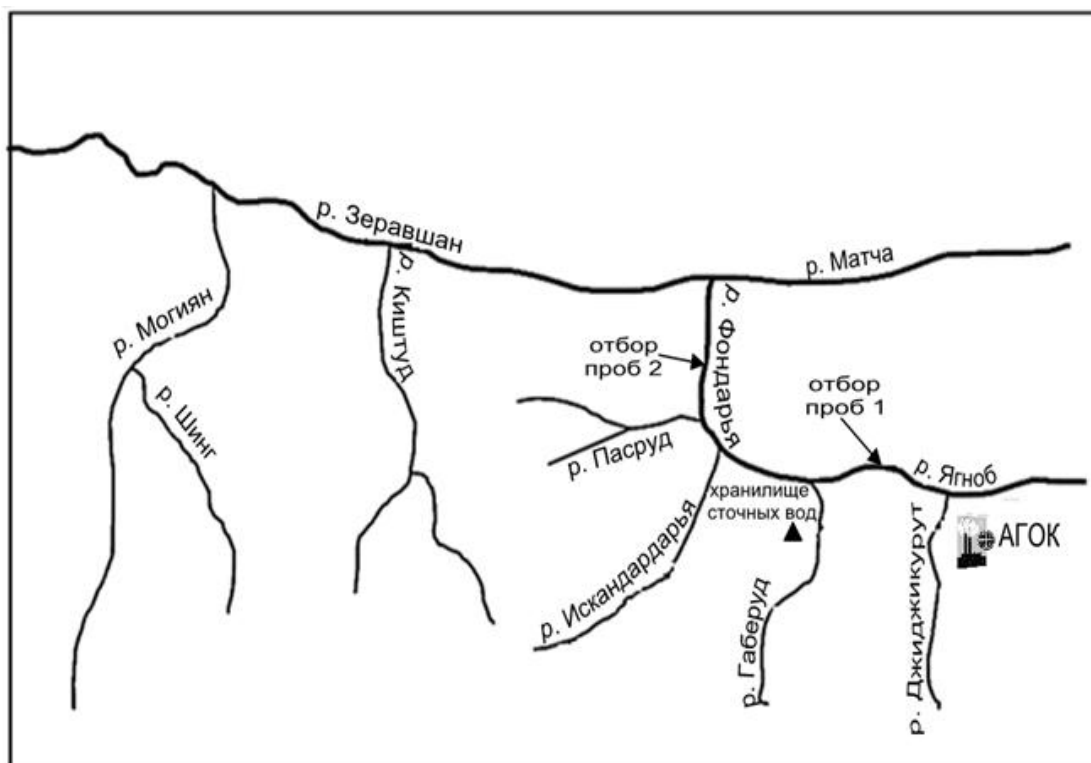 р. Зеравшан
р. Матча
р. Могиян
р. Киштуд
р. Фондарья
отбор
проб 2
отбор
проб 1
р. Шинг
р. Пасруд
р. Ягноб
хранилище
сточных вод
АГОК
р. Искандардарья
р. Габеруд
р. Джиджикурут